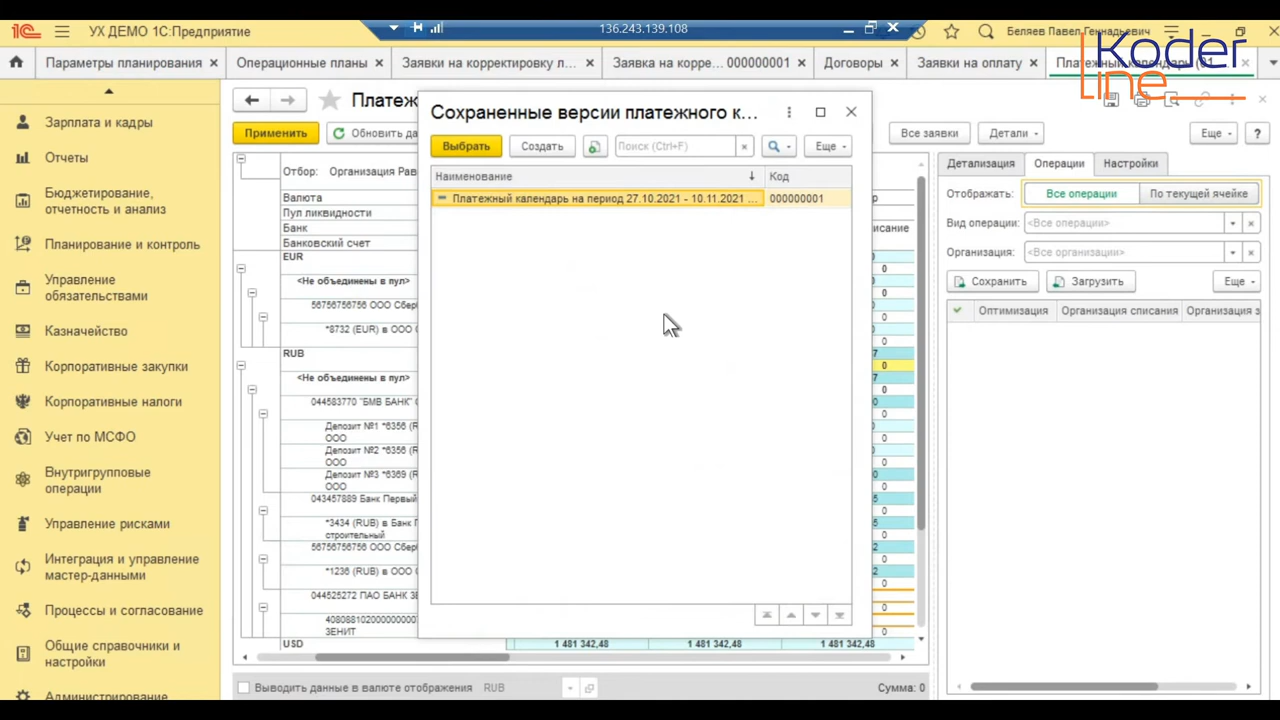 УХ ДЕМО 1С:Предприятие
136.243.139.108
Беляев Павел Геннадьевич
Koder
line
Параметры планирования
Операционные планы
Заявки на корректировку п...
Заявка на корре... 000000001
Договоры
Заявки на оплату
Платежный календарь (01
Зарплата и кадры
Отчеты
Бюджетирование,
отчетность и анализ
Планирование и контроль
Управление
обязательствами
Казначейство
Корпоративные закупки
Корпоративные налоги
Учет по МСФО
Внутригрупповые
операции
Управление рисками
Интеграция и управление
мастер-данными
Процессы и согласование
Общие справочники и
настройки
Администрирование
Применить
Отбор: Организация
Валюта
Пул ликвидности
Банк
Банковский счет
EUR
<Не объединены в пул>
56756756756 ООО
*8732 (EUR) в ООО
RUB
<Не объединены в пул>
044583770 "БМВ БАНК"
Депозит №1 *6356
ООО
Депозит №2 *6356
ООО
Депозит №3 *6369
ООО
043457889 Банк Первый
*3434 (RUB) в Банк
строительный
56756756756 ООО
*1236 (RUB) в ООО
044525272 ПАО БАНК
ЗЕНИТ
USD
1 481 342,48
1 481 342,48
1 481 342,48
Выводить данные в валюте отображения
RUB
Сумма: 0
Сохраненные версии платежного к...
Выбрать
Создать
Поиск (Ctrl+F)
Еще
Наименование
Код
Платежный календарь на период 27.10.2021 - 10.11.2021 ...
000000001
Все заявки
Детали
Еще
?
Детализация
Операции
Настройки
Отображать:
Все операции
По текущей ячейке
Вид операции:
<Все операции>
Организация:
<Все организации>
Сохранить
Загрузить
Еще
Оптимизация
Организация списания
Организация з